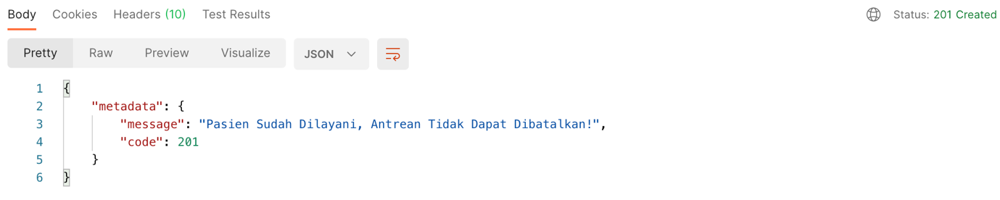 Body Cookies Headers (10) Test Results Status: 201 Created
Pretty Raw Preview Visualize JSON
1 {
2 "metadata": {
3 "message": "Pasien Sudah Dilayani, Antrean Tidak Dapat Dibatalkan!",
4 "code": 201
5 }
6 }